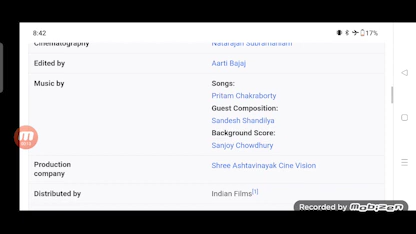 8:42
17%
Cinematography Natarajan Subramaniam
Edited by Aarti Bajaj
Music by Songs:
Pritam Chakraborty
Guest Composition:
Sandesh Shandilya
Background Score:
Sanjoy Chowdhury
Production Shree Ashtavinayak Cine Vision
company
Distributed by Indian Films[1]
Recorded by Mobizen